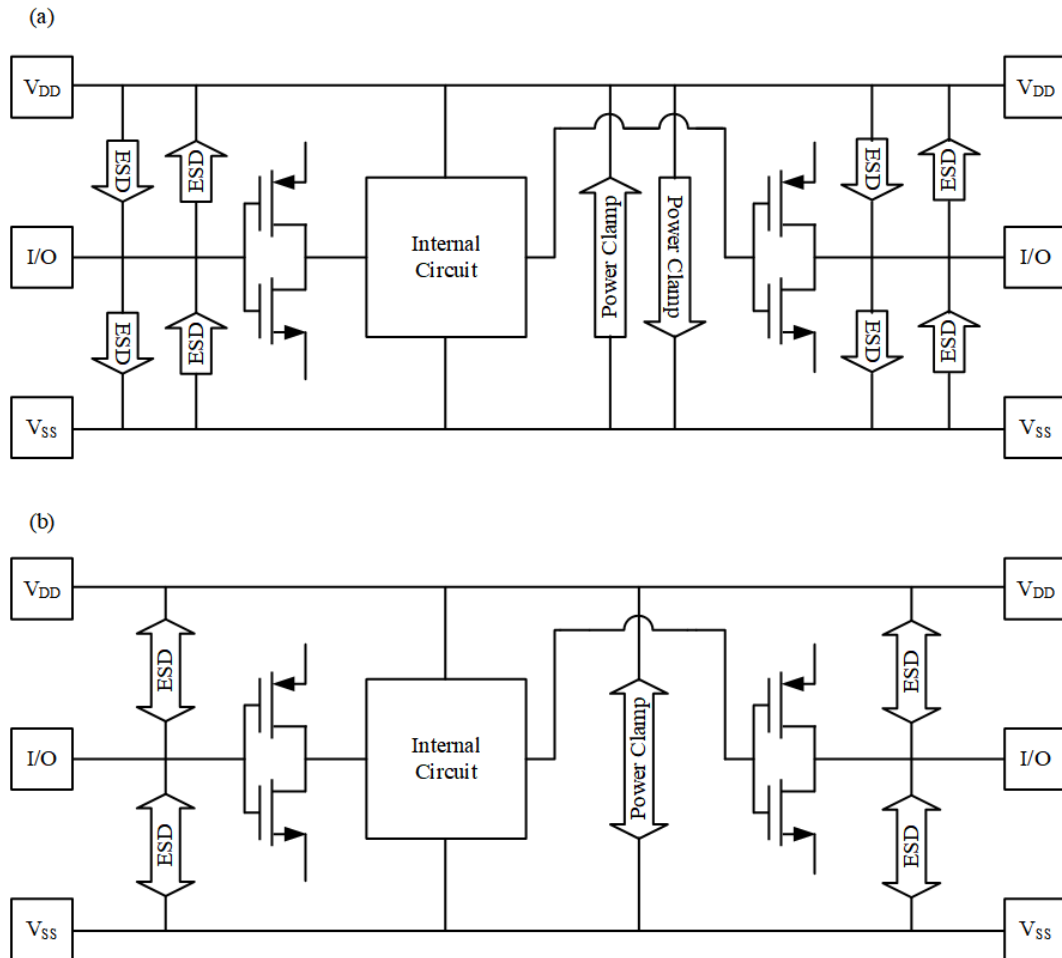 (a)
VDD
VDD
ESD
ESD
ESD
ESD
I/O
Internal
Circuit
Power Clamp
Power Clamp
I/O
ESD
ESD
ESD
ESD
VSS
VSS
(b)
VDD
VDD
ESD
ESD
I/O
Internal
Circuit
Power Clamp
I/O
ESD
ESD
VSS
VSS